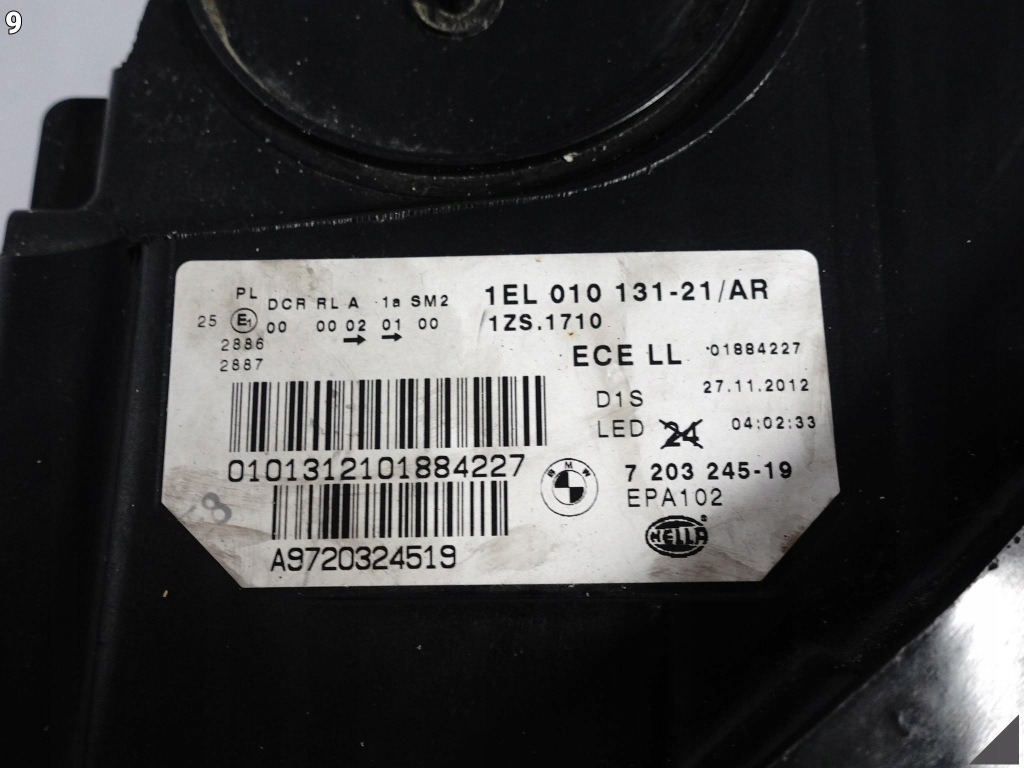 9
PL DCR RL A 1a SM2
25 E1 00 00 02 01 00
2886
2887
1EL 010 131-21/AR
/1ZS.1710
ECE LL 01884227
D1S 27.11.2012
LED 24 04:02:33
0101312101884227
BMW
7 203 245-19
EPA102
HELLA
A9720324519